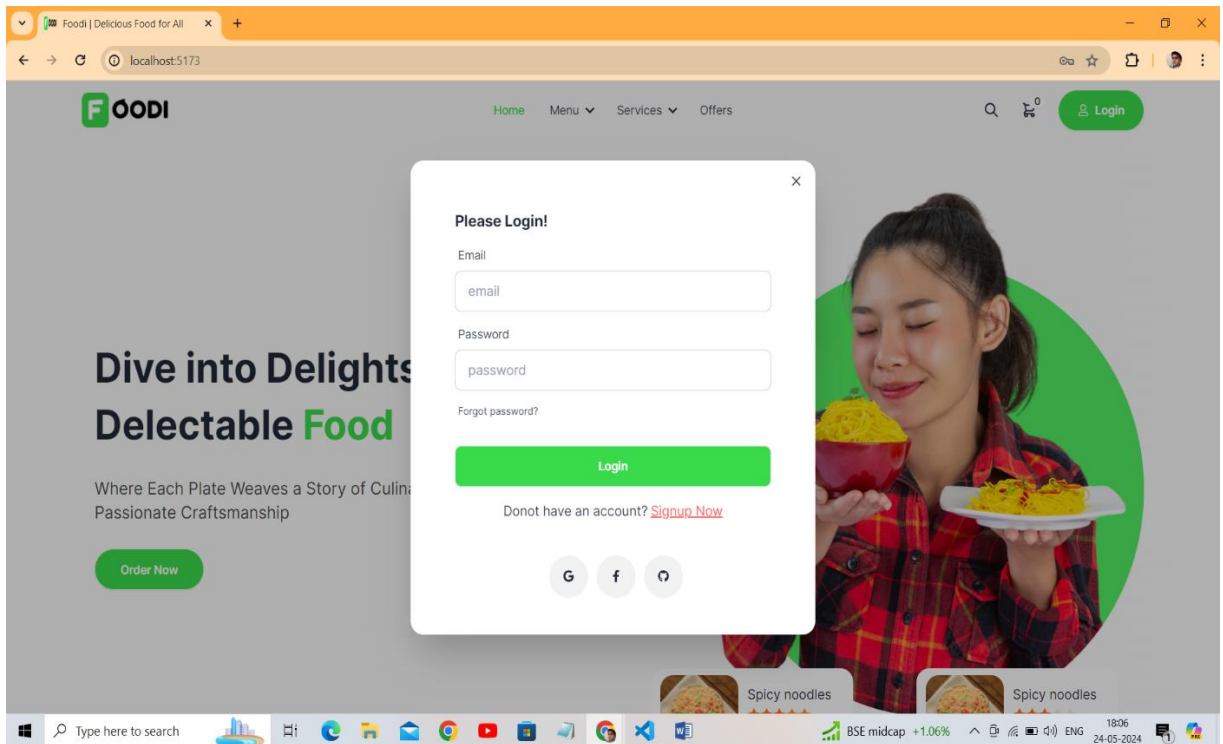 Foodi | Delicious Food for All
localhost:5173
FOODI
Home Menu Services Offers
0
Login
Please Login!
Email
email
Password
password
Forgot password?
Login
Donot have an account? Signup Now
G f
Dive into Delights
Delectable Food
Where Each Plate Weaves a Story of Culina
Passionate Craftsmanship
Order Now
Spicy noodles
Spicy noodles
Type here to search
BSE midcap +1.06%
ENG
18:06
24-05-2024